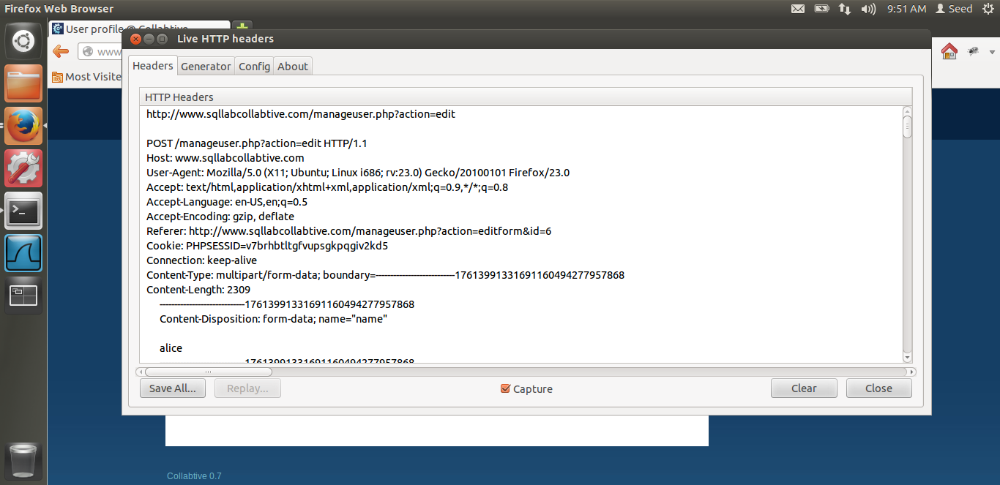 Firefox Web Browser
9:51 AM
Seed
User profile @ Collabtive
www
Most Visite
Live HTTP headers
Headers
Generator
Config
About
HTTP Headers
http://www.sqllabcollabtive.com/manageuser.php?action=edit
POST /manageuser.php?action=edit HTTP/1.1
Host: www.sqllabcollabtive.com
User-Agent: Mozilla/5.0 (X11; Ubuntu; Linux i686; rv:23.0) Gecko/20100101 Firefox/23.0
Accept: text/html,application/xhtml+xml,application/xml;q=0.9,*/*;q=0.8
Accept-Language: en-US,en;q=0.5
Accept-Encoding: gzip, deflate
Referer: http://www.sqllabcollabtive.com/manageuser.php?action=editform&id=6
Cookie: PHPSESSID=v7brhbtltgfvupsgkpqgiv2kd5
Connection: keep-alive
Content-Type: multipart/form-data; boundary=---------------------------17613991331691160494277957868
Content-Length: 2309
-----------------------------17613991331691160494277957868
Content-Disposition: form-data; name="name"
alice
-----------------------------17613991331691160494277957868
Save All...
Replay...
Capture
Clear
Close
Collabtive 0.7